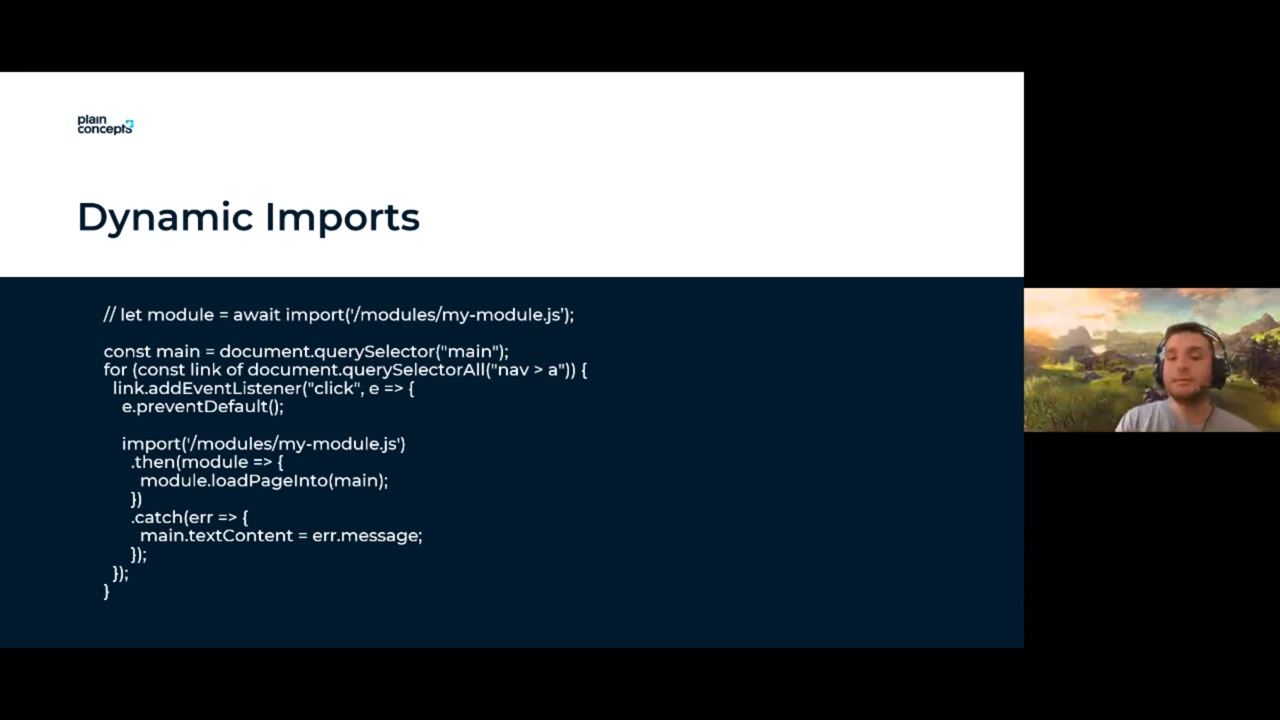 plain
concepts
Dynamic Imports
// let module = await import('/modules/my-module.js');
const main = document.querySelector("main");
for (const link of document.querySelectorAll("nav > a")) {
link.addEventListener("click", e => {
e.preventDefault();
import('/modules/my-module.js')
.then(module => {
module.loadPageInto(main);
})
.catch(err => {
main.textContent = err.message;
});
});
}